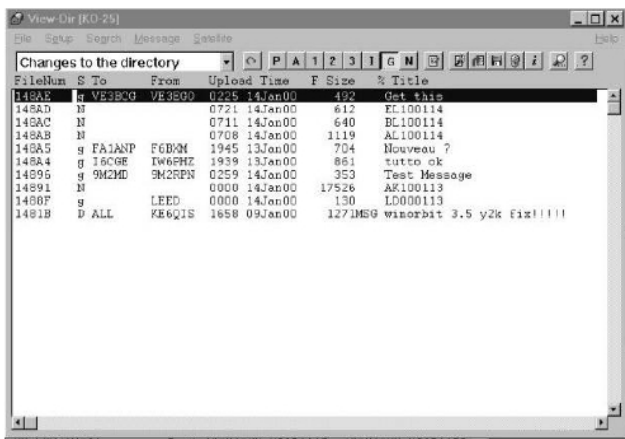 View-Dir [KO-25]
File Setup Search Message Satellite Help
Changes to the directory P A 1 2 3 I G N i ?
FileNum S To From Upload Time F Size % Title
148AE g VE3BCG VE3EGO 0225 14Jan00 492 Get this
148AD N 0721 14Jan00 612 EL100114
148AC N 0711 14Jan00 640 BL100114
148AB N 0708 14Jan00 1119 AL100114
148A5 g FA1ANP F6BXM 1945 13Jan00 704 Nouveau ?
148A4 g I6CGE IW6PHZ 1939 13Jan00 861 tutto ok
14896 g 9M2MD 9M2RPN 0259 14Jan00 353 Test Message
14891 N 0000 14Jan00 17526 AK100113
1488F g LEED 0000 14Jan00 130 LD000113
1481B D ALL KE6QIS 1658 09Jan00 1271MSG winorbit 3.5 y2k fix!!!!!